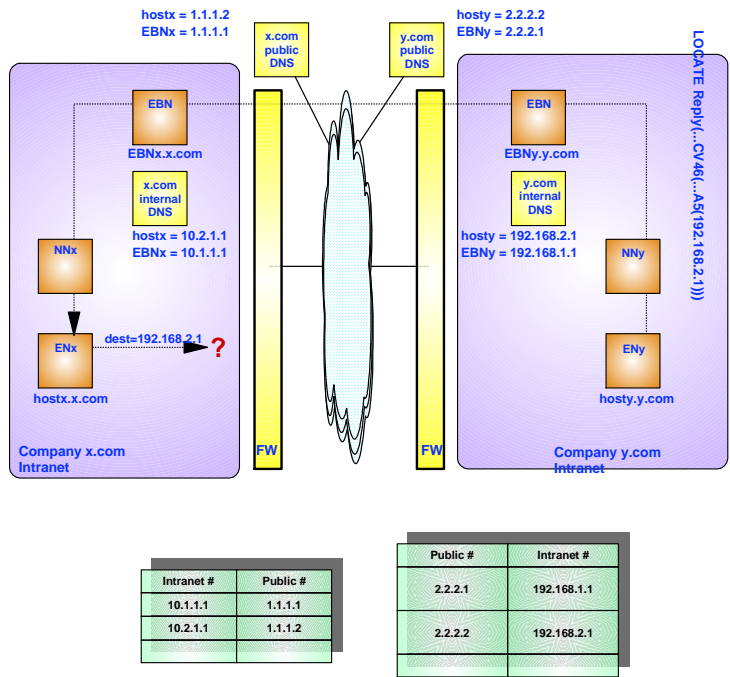 hostx = 1.1.1.2
EBNx = 1.1.1.1
x.com
public
DNS
y.com
public
DNS
hosty = 2.2.2.2
EBNy = 2.2.2.1
EBN
EBNx.x.com
x.com
internal
DNS
hostx = 10.2.1.1
EBNx = 10.1.1.1
NNx
ENx
dest=192.168.2.1
?
hostx.x.com
Company x.com
Intranet
FW
FW
EBN
EBNy.y.com
y.com
internal
DNS
hosty = 192.168.2.1
EBNy = 192.168.1.1
NNy
ENy
hosty.y.com
Company y.com
Intranet
LOCATE Reply(...CV46(...A5(192.168.2.1)))
Intranet # Public #
10.1.1.1 1.1.1.1
10.2.1.1 1.1.1.2
Public # Intranet #
2.2.2.1 192.168.1.1
2.2.2.2 192.168.2.1